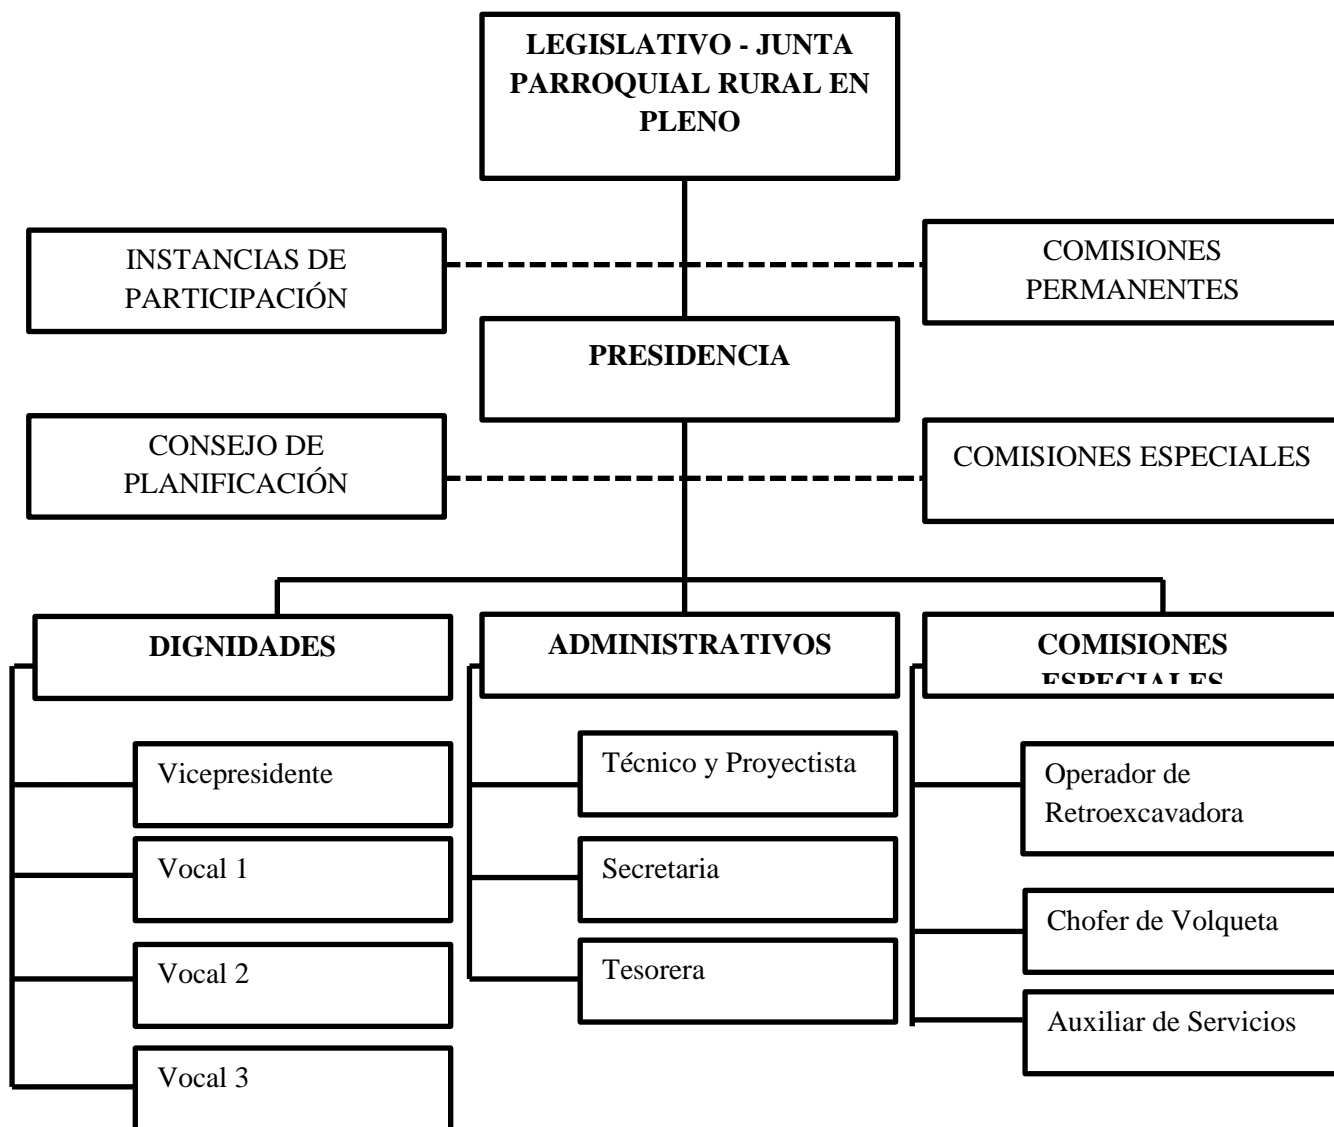 LEGISLATIVO - JUNTA
PARROQUIAL RURAL EN
PLENO
INSTANCIAS DE
PARTICIPACIÓN
COMISIONES
PERMANENTES
PRESIDENCIA
CONSEJO DE
PLANIFICACIÓN
COMISIONES ESPECIALES
DIGNIDADES
ADMINISTRATIVOS
COMISIONES
ESPECIALES
Vicepresidente
Vocal 1
Vocal 2
Vocal 3
Técnico y Proyectista
Secretaria
Tesorera
Operador de
Retroexcavadora
Chofer de Volqueta
Auxiliar de Servicios